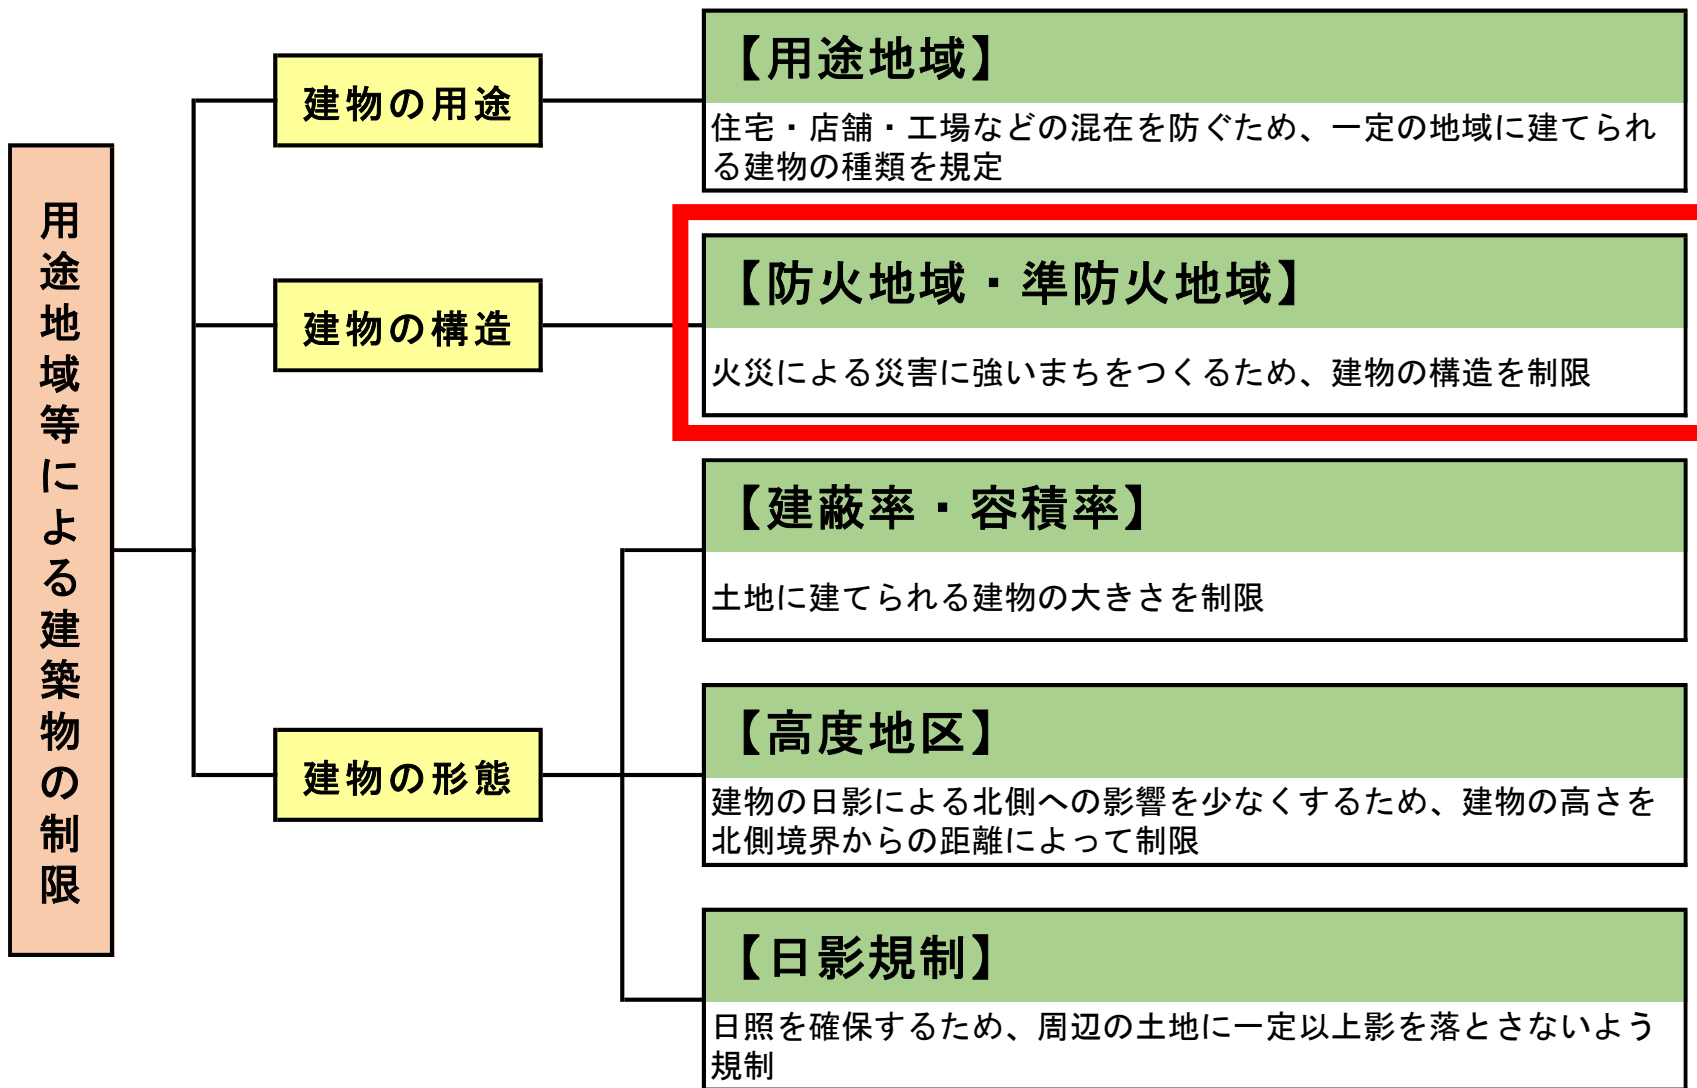 用途地域等による建築物の制限
建物の用途
【用途地域】
住宅・店舗・工場などの混在を防ぐため、一定の地域に建てられ
る建物の種類を規定
建物の構造
【防火地域・準防火地域】
火災による災害に強いまちをつくるため、建物の構造を制限
建物の形態
【建蔽率・容積率】
土地に建てられる建物の大きさを制限
【高度地区】
建物の日影による北側への影響を少なくするため、建物の高さを
北側境界からの距離によって制限
【日影規制】
日照を確保するため、周辺の土地に一定以上影を落とさないよう
規制